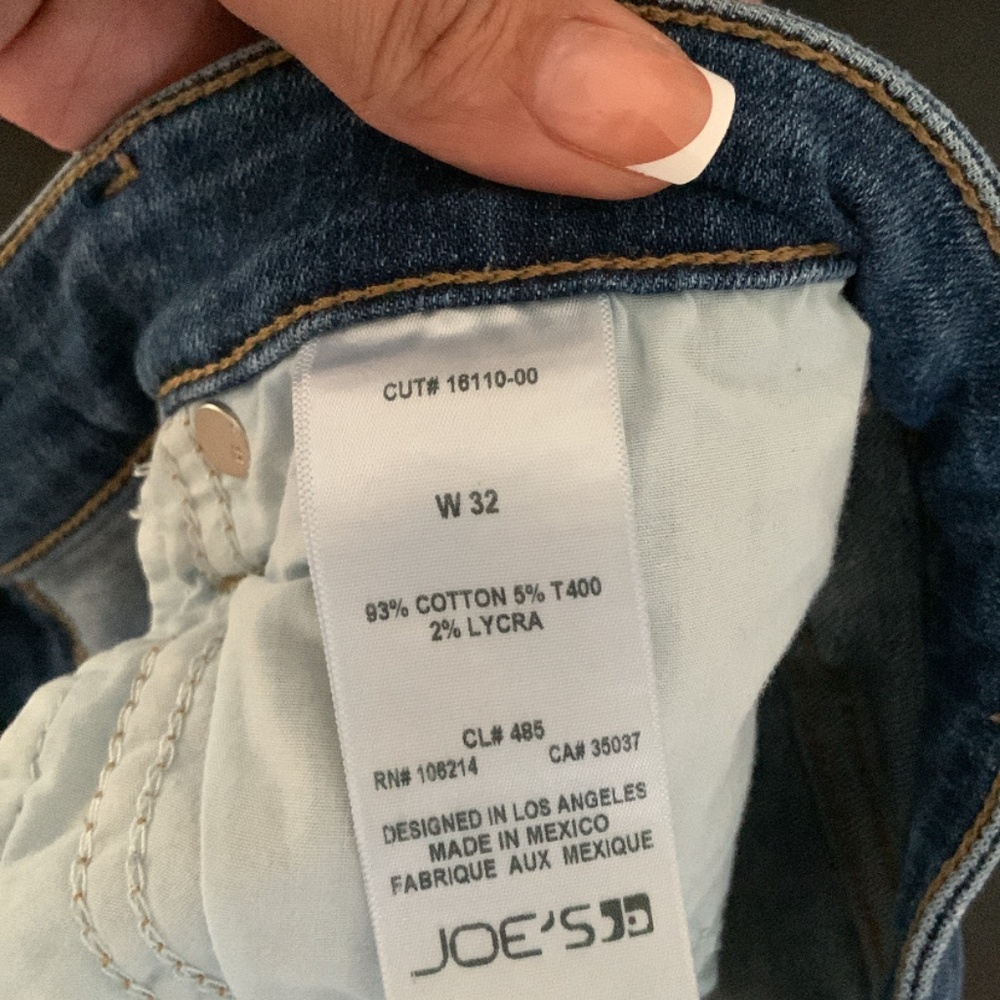 CUT# 16110-00
W 32
93% COTTON 5% T400
2% LYCRA
CL# 485
RN# 106214 CA# 35037
DESIGNED IN LOS ANGELES
MADE IN MEXICO
FABRIQUE AUX MEXIQUE
JOE'S